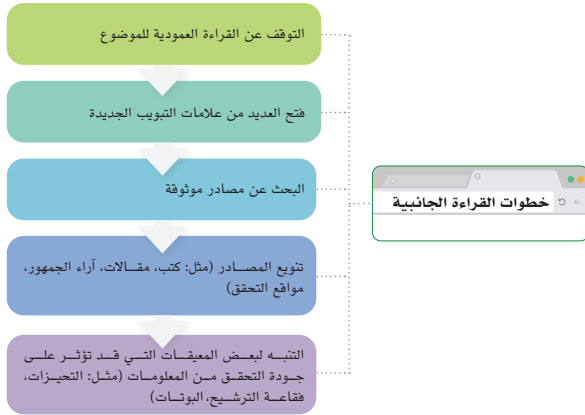 خطوات القراءة الجانبية
التوقف عن القراءة العمودية للموضوع
فتح العديد من علامات التبويب الجديدة
البحث عن مصادر موثوقة
تنويع المصادر (مثل: كتب، مقالات، آراء الجمهور،
مواقع التحقق)
التنبه لبعض المعيقات التي قد تؤثر على
جودة التحقق من المعلومات (مثل: التحيزات،
فقاعة الترشيح، البوتات)